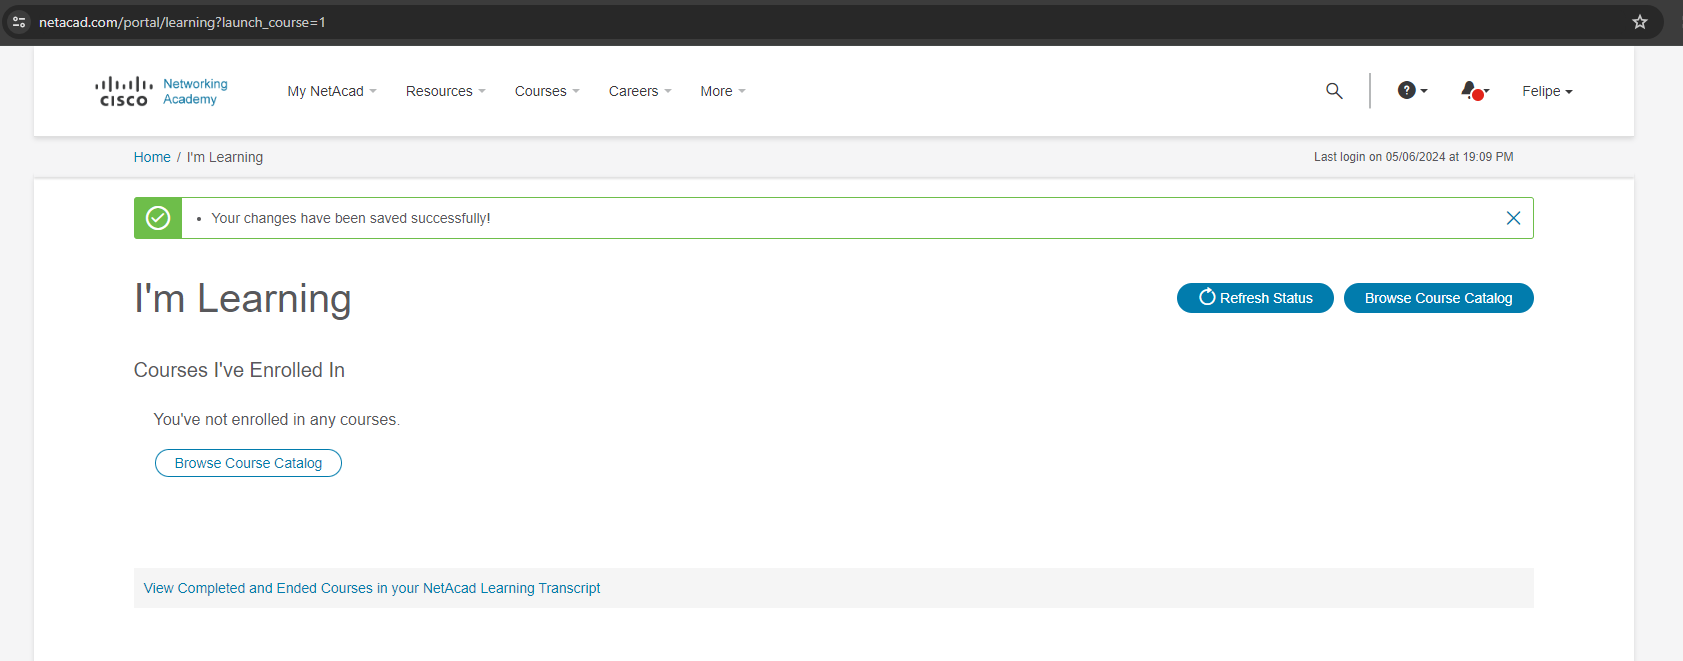 netacad.com/portal/learning?launch_course=1
CISCO Networking Academy
My NetAcad Resources Courses Careers More
Felipe
Home / I'm Learning
Last login on 05/06/2024 at 19:09 PM
• Your changes have been saved successfully!
I'm Learning
Refresh Status Browse Course Catalog
Courses I've Enrolled In
You've not enrolled in any courses.
Browse Course Catalog
View Completed and Ended Courses in your NetAcad Learning Transcript